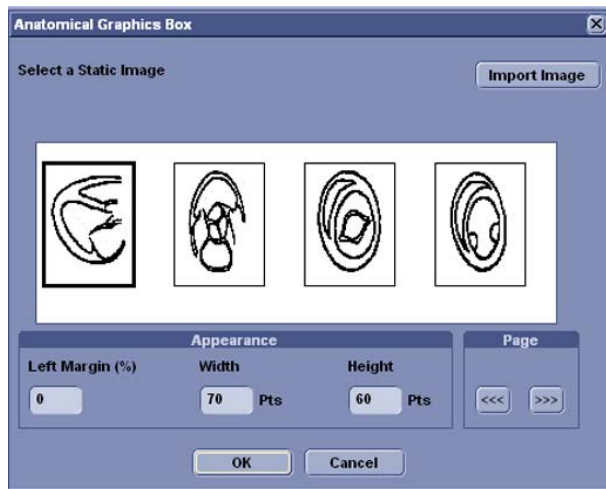 Anatomical Graphics Box
Select a Static Image
Import Image
Appearance
Page
Left Margin (%)
Width
Height
0
70 Pts
60 Pts
<<<
>>>
OK
Cancel